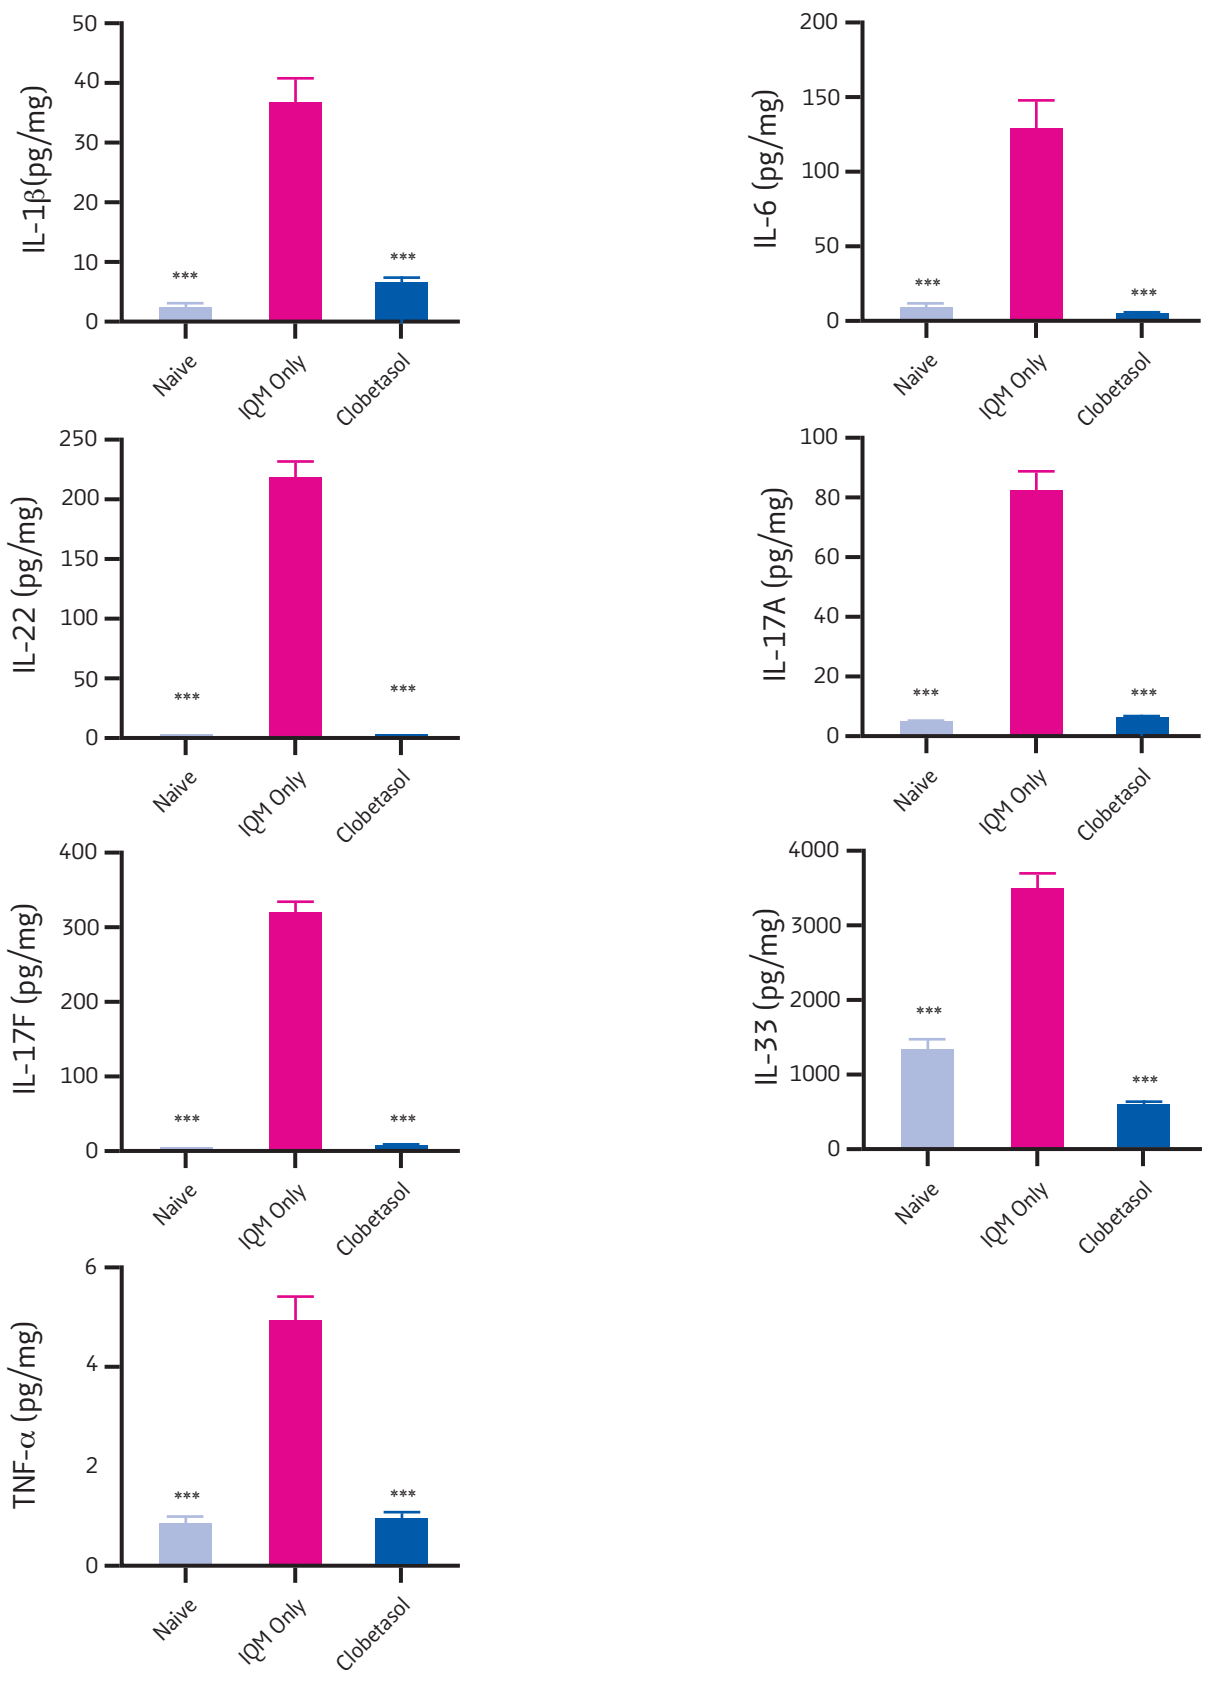 IL-1β(pg/mg)
50
40
30
20
10
0
***
***
Naive
IQM Only
Clobetasol
IL-6 (pg/mg)
200
150
100
50
0
***
***
Naive
IQM Only
Clobetasol
IL-22 (pg/mg)
250
200
150
100
50
0
***
***
Naive
IQM Only
Clobetasol
IL-17A (pg/mg)
100
80
60
40
20
0
***
***
Naive
IQM Only
Clobetasol
IL-17F (pg/mg)
400
300
200
100
0
***
***
Naive
IQM Only
Clobetasol
IL-33 (pg/mg)
4000
3000
2000
1000
0
***
***
Naive
IQM Only
Clobetasol
TNF-α (pg/mg)
6
4
2
0
***
***
Naive
IQM Only
Clobetasol